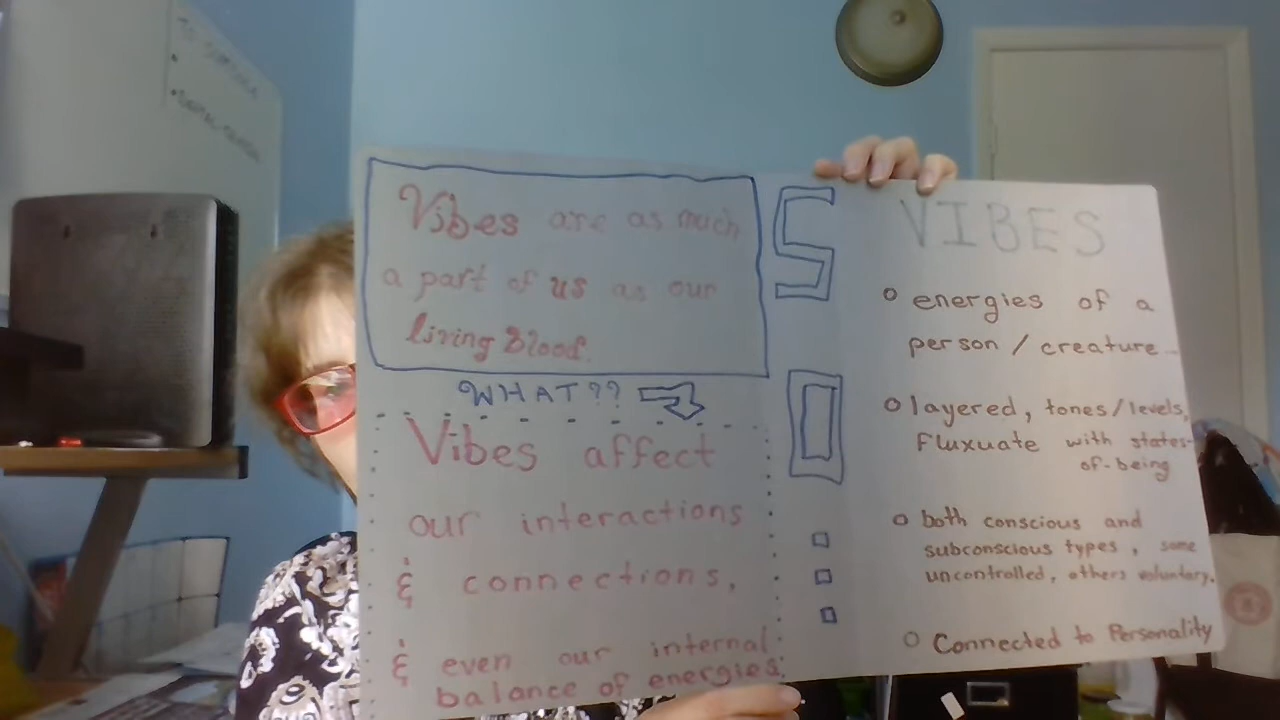 Vibes are as much
a part of us as our
living Blood.
WHAT??
Vibes affect
our interactions
& connections,
& even our internal
balance of energies.
SO
VIBES
energies of a
person / creature
layered, tones/levels,
Fluxuate with states-
of-being
both conscious and
subconscious types, some
uncontrolled, others voluntary.
Connected to Personality